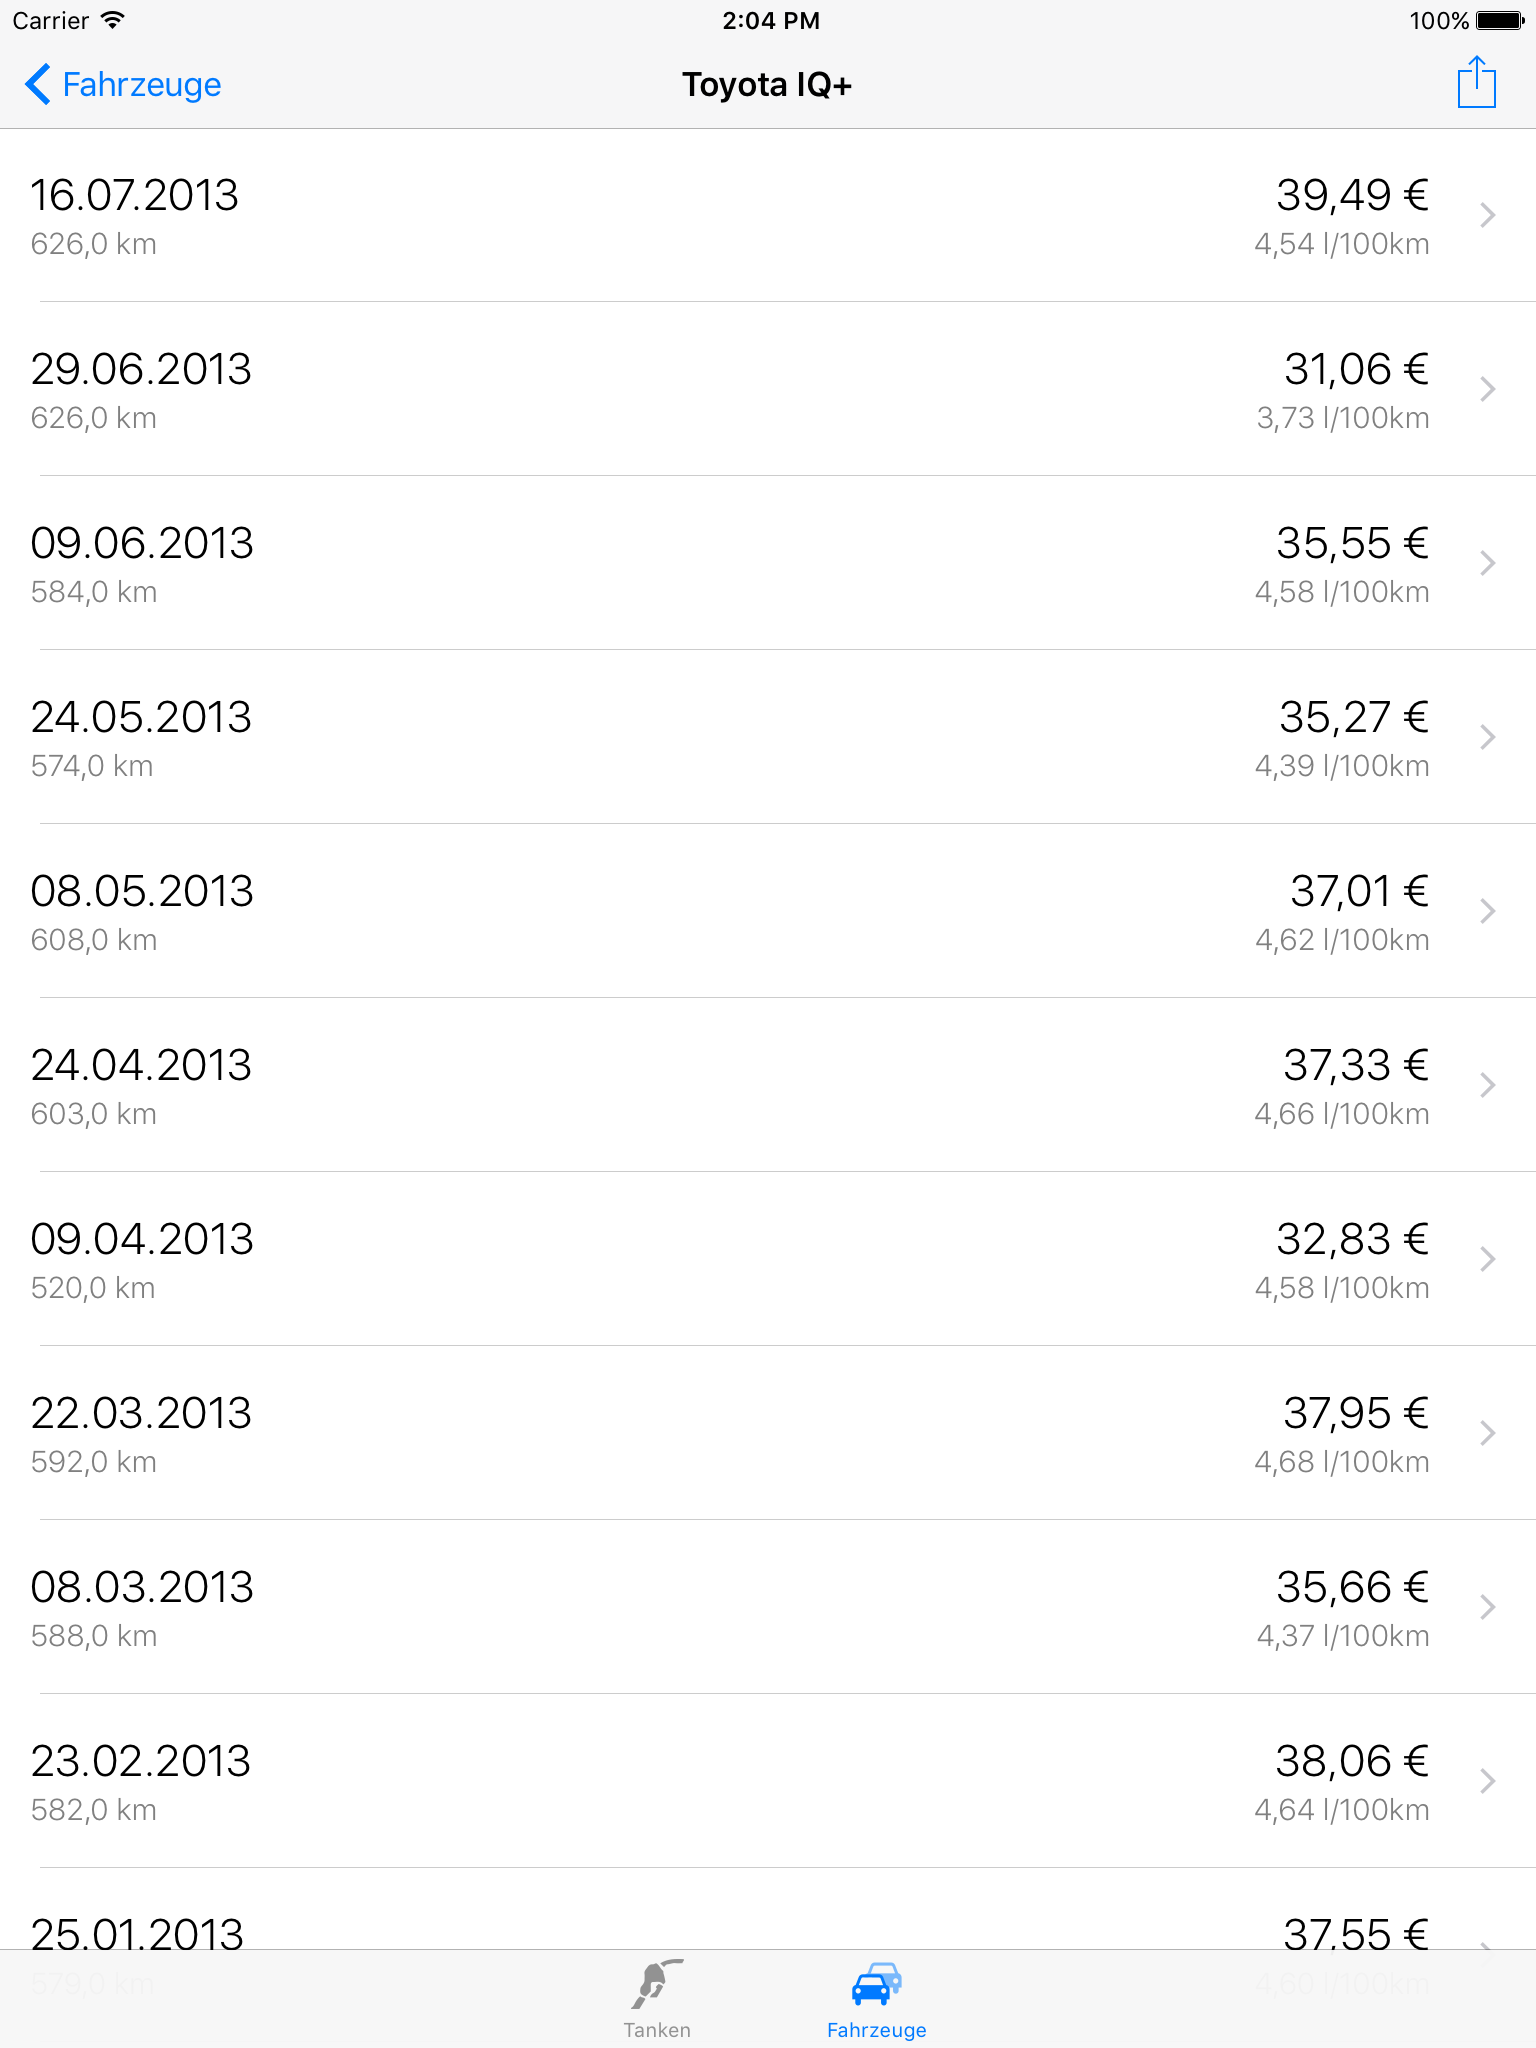 Carrier 2:04 PM 100%
Fahrzeuge Toyota IQ+
16.07.2013 39,49 €
626,0 km 4,54 l/100km
29.06.2013 31,06 €
626,0 km 3,73 l/100km
09.06.2013 35,55 €
584,0 km 4,58 l/100km
24.05.2013 35,27 €
574,0 km 4,39 l/100km
08.05.2013 37,01 €
608,0 km 4,62 l/100km
24.04.2013 37,33 €
603,0 km 4,66 l/100km
09.04.2013 32,83 €
520,0 km 4,58 l/100km
22.03.2013 37,95 €
592,0 km 4,68 l/100km
08.03.2013 35,66 €
588,0 km 4,37 l/100km
23.02.2013 38,06 €
582,0 km 4,64 l/100km
25.01.2013 37,55 €
579,0 km 4,60 l/100km
Tanken Fahrzeuge